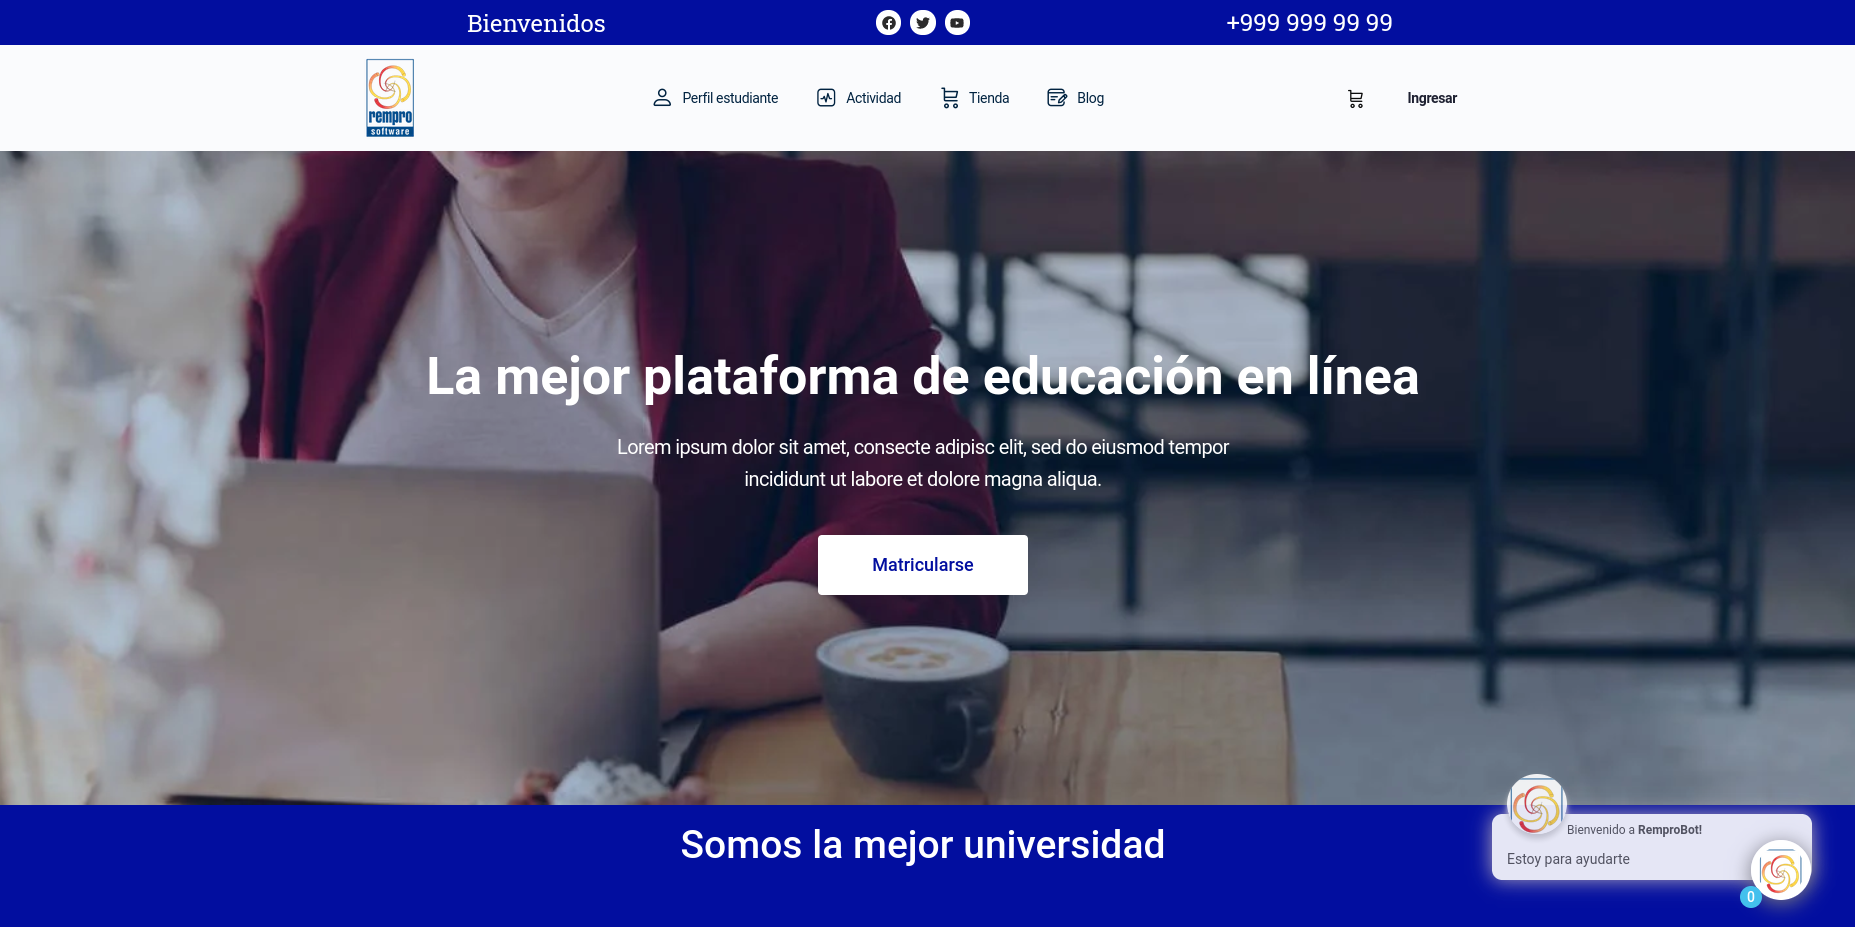 Bienvenidos
+999 999 99 99
rempro
software
Perfil estudiante
Actividad
Tienda
Blog
Ingresar
La mejor plataforma de educación en línea
Lorem ipsum dolor sit amet, consecte adipisc elit, sed do eiusmod tempor
incididunt ut labore et dolore magna aliqua.
Matricularse
Somos la mejor universidad
Bienvenido a RemproBot!
Estoy para ayudarte
0